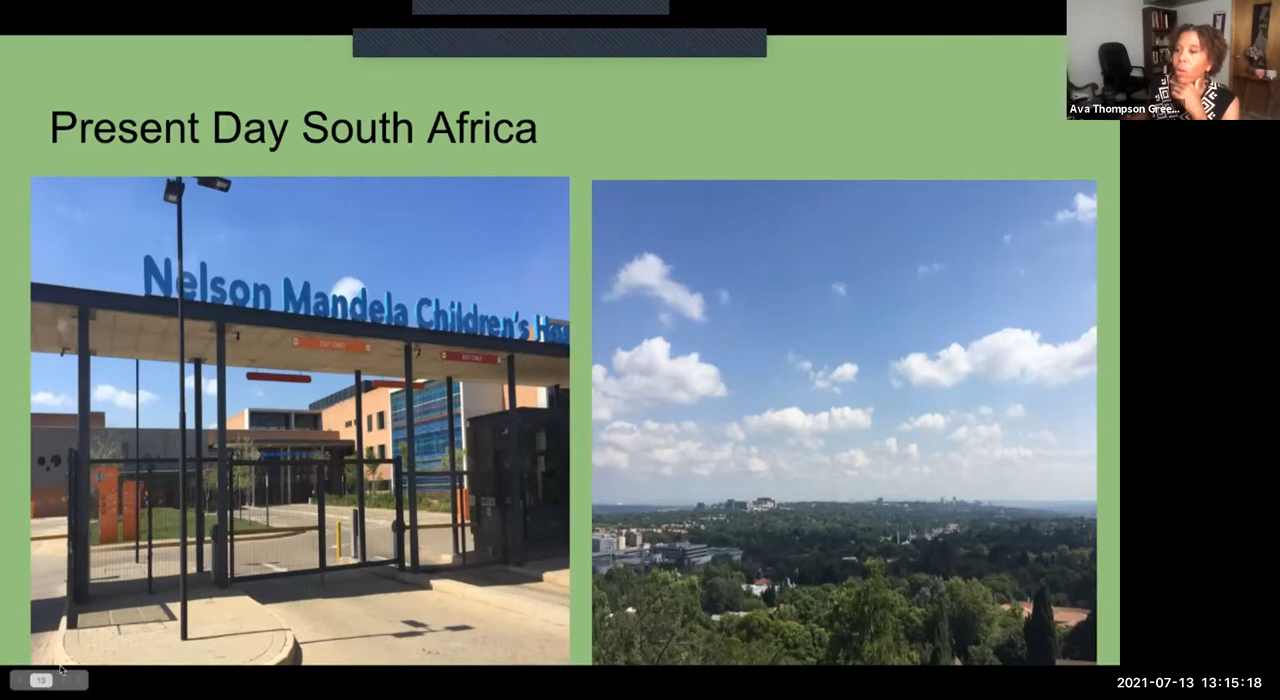 Present Day South Africa
Ava Thompson Gree...
Nelson Mandela Children's
EXIT ONLY
EXIT ONLY
13
2021-07-13 13:15:18